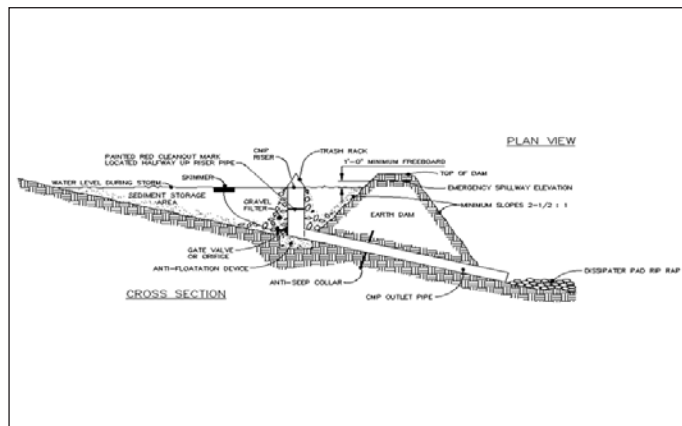 PLAN VIEW
CMP
RISER
TRASH RACK
PAINTED RED CLEANOUT MARK
LOCATED HALFWAY UP RISER PIPE
1'-0" MINIMUM FREEBOARD
TOP OF DAM
SKIMMER
WATER LEVEL DURING STORM
EMERGENCY SPILLWAY ELEVATION
SEDIMENT STORAGE
AREA
GRAVEL
FILTER
MINIMUM SLOPES 2-1/2 : 1
EARTH DAM
GATE VALVE
OR ORIFICE
ANTI-FLOATATION DEVICE
ANTI-SEEP COLLAR
DISSIPATER PAD RIP RAP
CMP OUTLET PIPE
CROSS SECTION